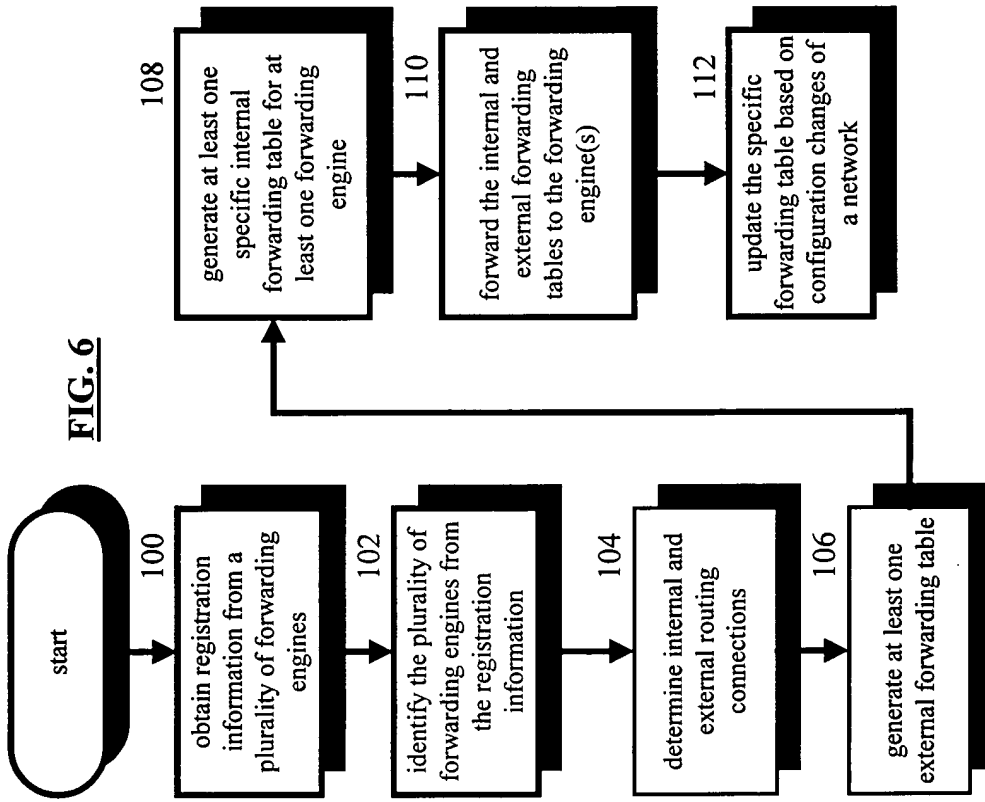 FIG. 6
start
100
obtain registration
information from a
plurality of forwarding
engines
102
identify the plurality of
forwarding engines from
the registration
information
104
determine internal and
external routing
connections
106
generate at least one
external forwarding table
108
generate at least one
specific internal
forwarding table for at
least one forwarding
engine
110
forward the internal and
external forwarding
tables to the forwarding
engine(s)
112
update the specific
forwarding table based on
configuration changes of
a network